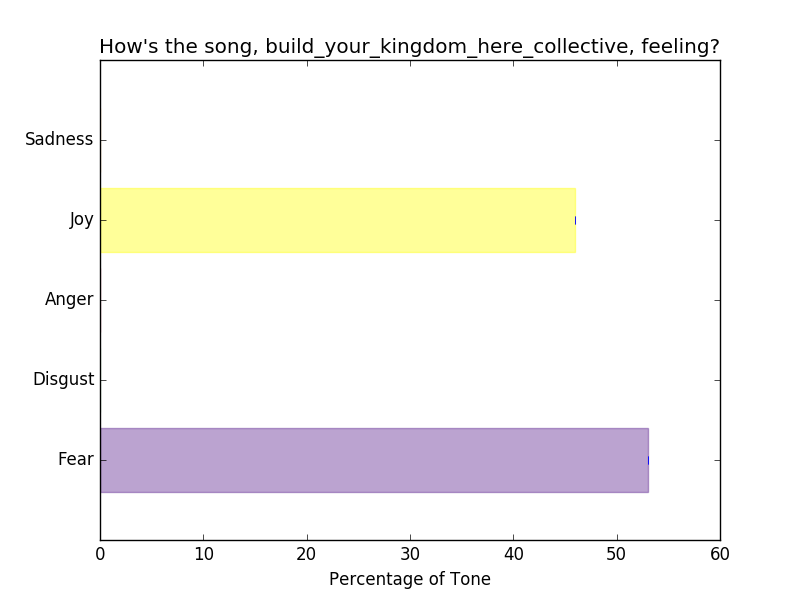 How's the song, build_your_kingdom_here_collective, feeling?
Sadness
Joy
Anger
Disgust
Fear
0 10 20 30 40 50 60
Percentage of Tone